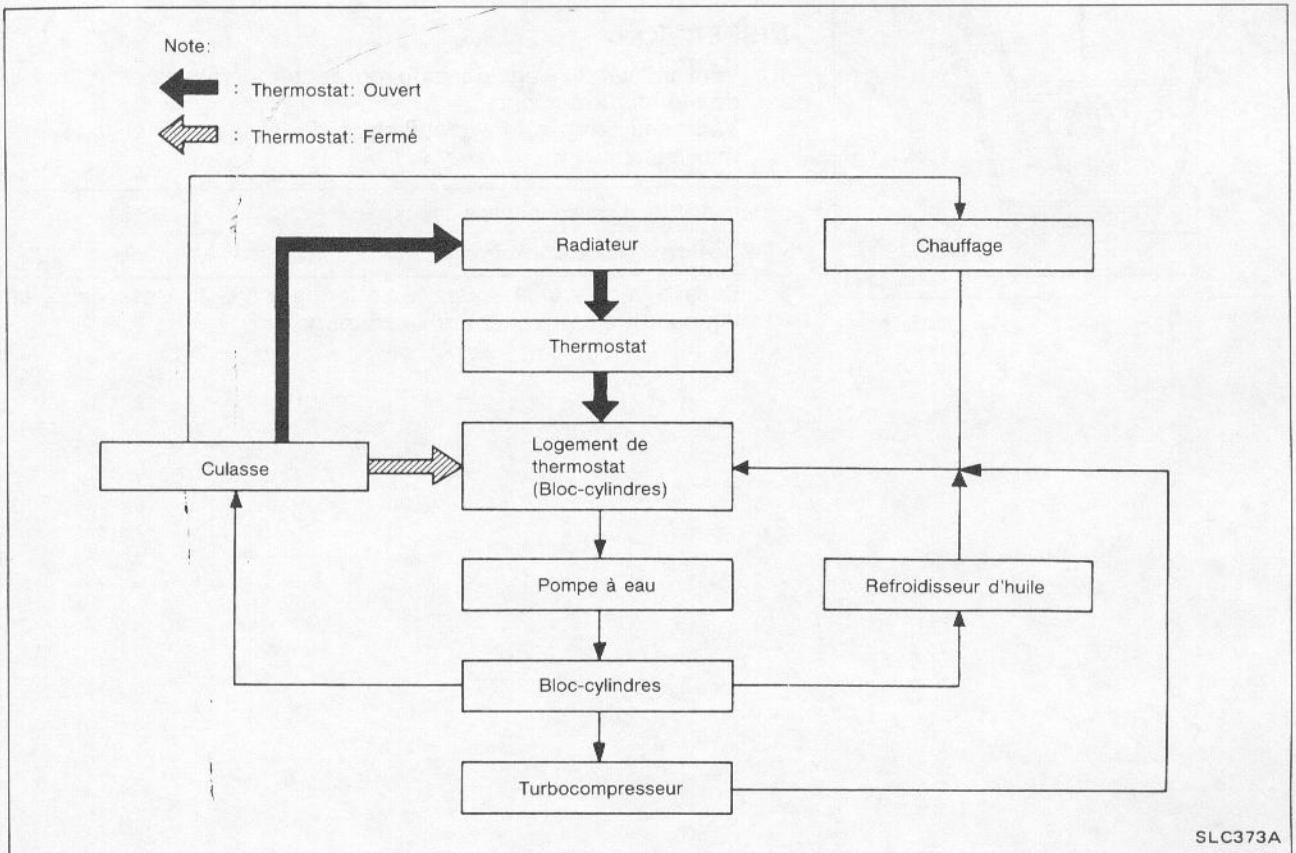 Note:
: Thermostat: Ouvert
: Thermostat: Fermé
Radiateur
Chauffage
Thermostat
Culasse
Logement de
thermostat
(Bloc-cylindres)
Pompe à eau
Refroidisseur d'huile
Bloc-cylindres
Turbocompresseur
SLC373A